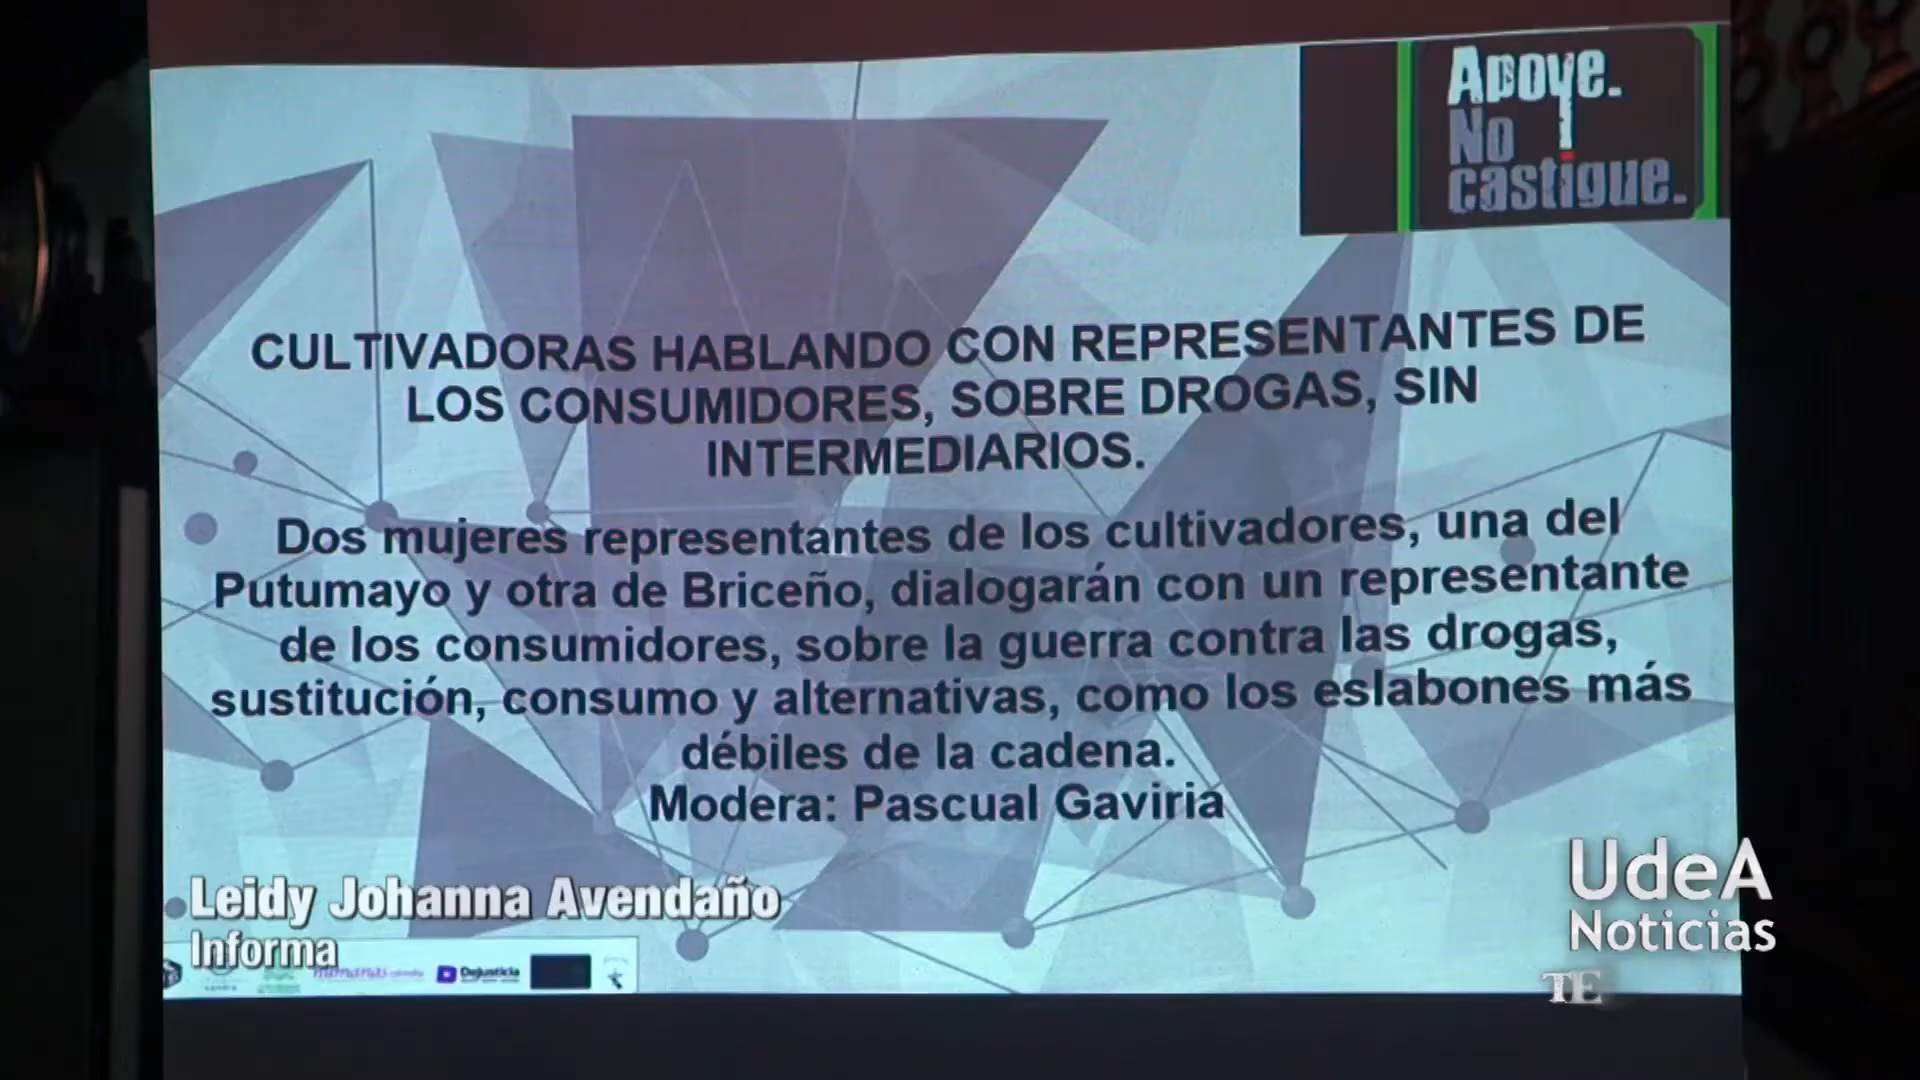 Apoye.
No
castigue.
CULTIVADORAS HABLANDO CON REPRESENTANTES DE
LOS CONSUMIDORES, SOBRE DROGAS, SIN
INTERMEDIARIOS.
Dos mujeres representantes de los cultivadores, una del
Putumayo y otra de Briceño, dialogarán con un representante
de los consumidores, sobre la guerra contra las drogas,
sustitución, consumo y alternativas, como los eslabones más
débiles de la cadena.
Modera: Pascual Gaviria
Leidy Johanna Avendaño
Informa
Dejusticia
UdeA
Noticias
TE